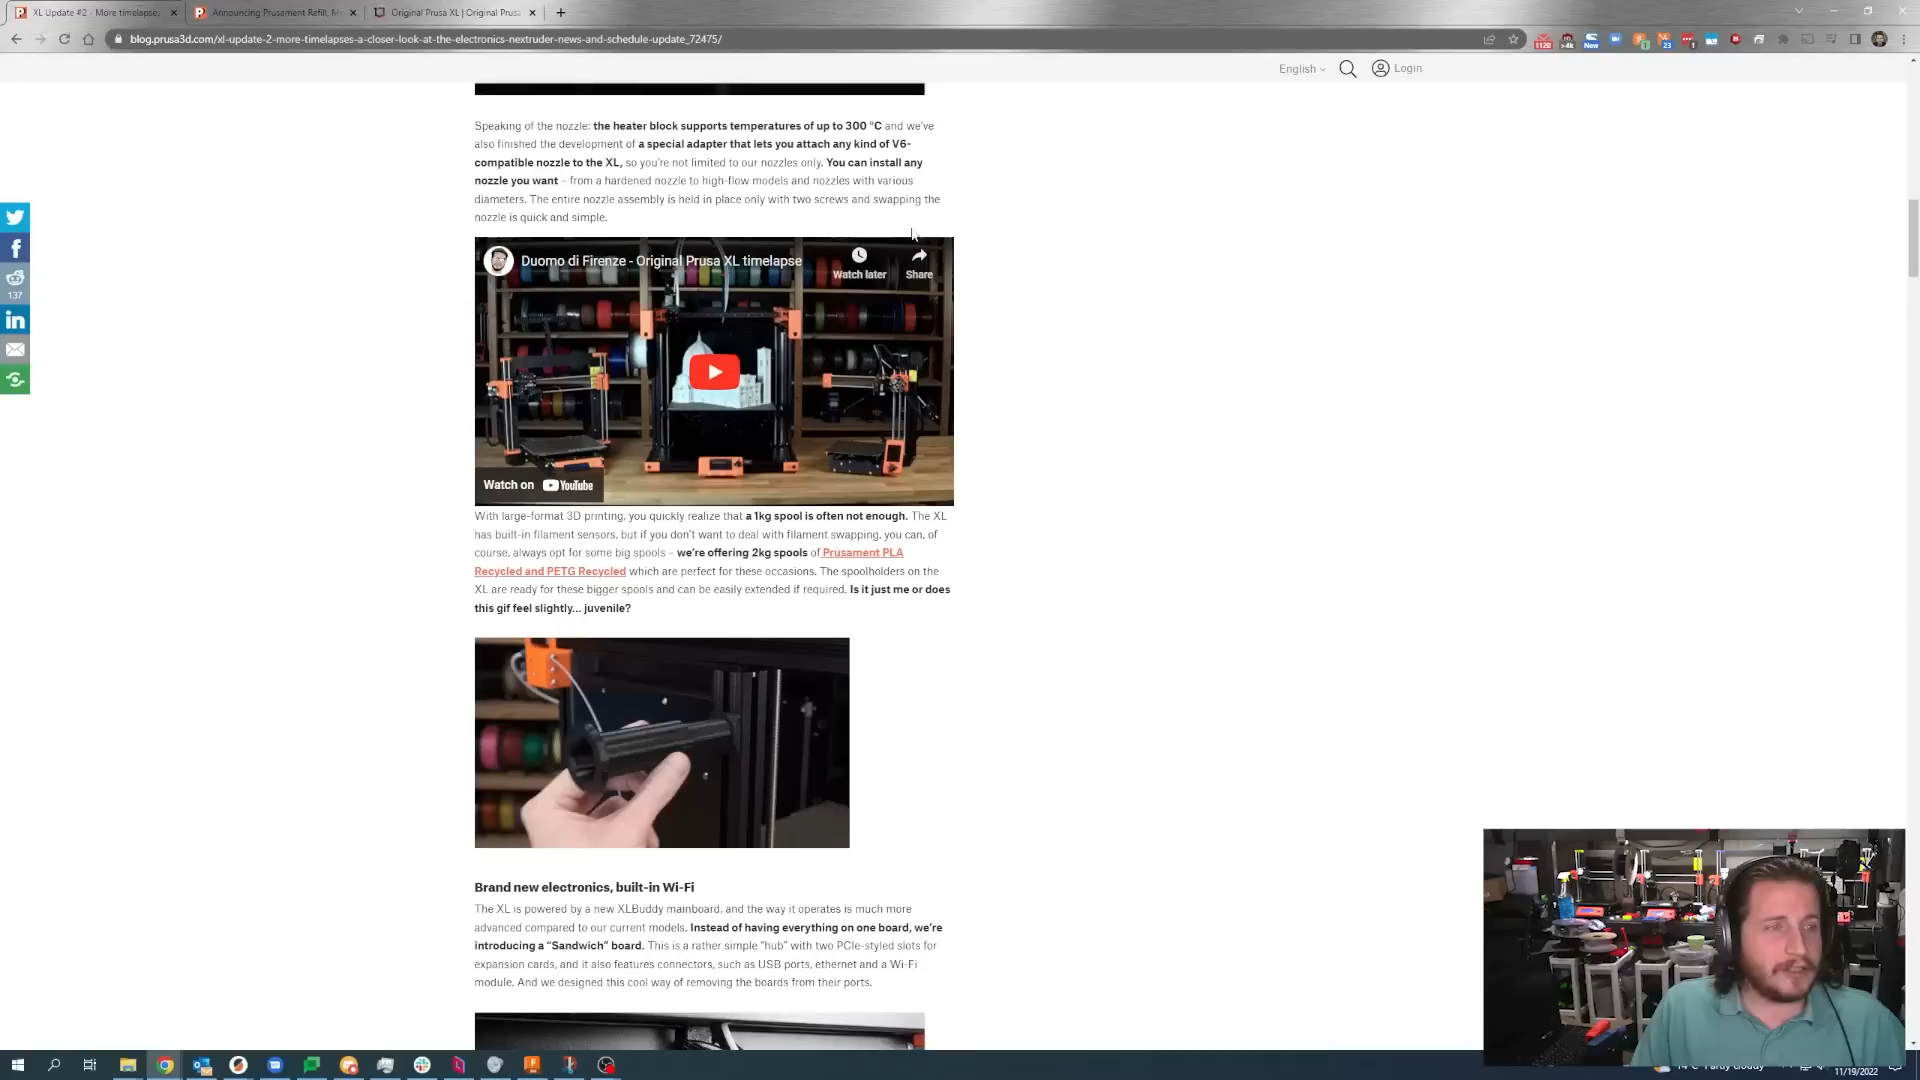 XL Update #2 - More timelapses
Announcing Prusament Refill, M
Original Prusa XL | Original Prusa
blog.prusa3d.com/xl-update-2-more-timelapses-a-closer-look-at-the-electronics-nextruder-news-and-schedule-update_72475/
English
Login
Speaking of the nozzle: the heater block supports temperatures of up to 300 °C and we've
also finished the development of a special adapter that lets you attach any kind of V6-
compatible nozzle to the XL, so you're not limited to our nozzles only. You can install any
nozzle you want – from a hardened nozzle to high-flow models and nozzles with various
diameters. The entire nozzle assembly is held in place only with two screws and swapping the
nozzle is quick and simple.
137
Duomo di Firenze - Original Prusa XL timelapse
Watch later
Share
Watch on YouTube
With large-format 3D printing, you quickly realize that a 1kg spool is often not enough. The XL
has built-in filament sensors, but if you don't want to deal with filament swapping, you can, of
course, always opt for some big spools – we're offering 2kg spools of Prusament PLA
Recycled and PETG Recycled which are perfect for these occasions. The spoolholders on the
XL are ready for these bigger spools and can be easily extended if required. Is it just me or does
this gif feel slightly... juvenile?
Brand new electronics, built-in Wi-Fi
The XL is powered by a new XLBuddy mainboard, and the way it operates is much more
advanced compared to our current models. Instead of having everything on one board, we're
introducing a "Sandwich" board. This is a rather simple "hub" with two PCIe-styled slots for
expansion cards, and it also features connectors, such as USB ports, ethernet and a Wi-Fi
module. And we designed this cool way of removing the boards from their ports.
11/19/2022